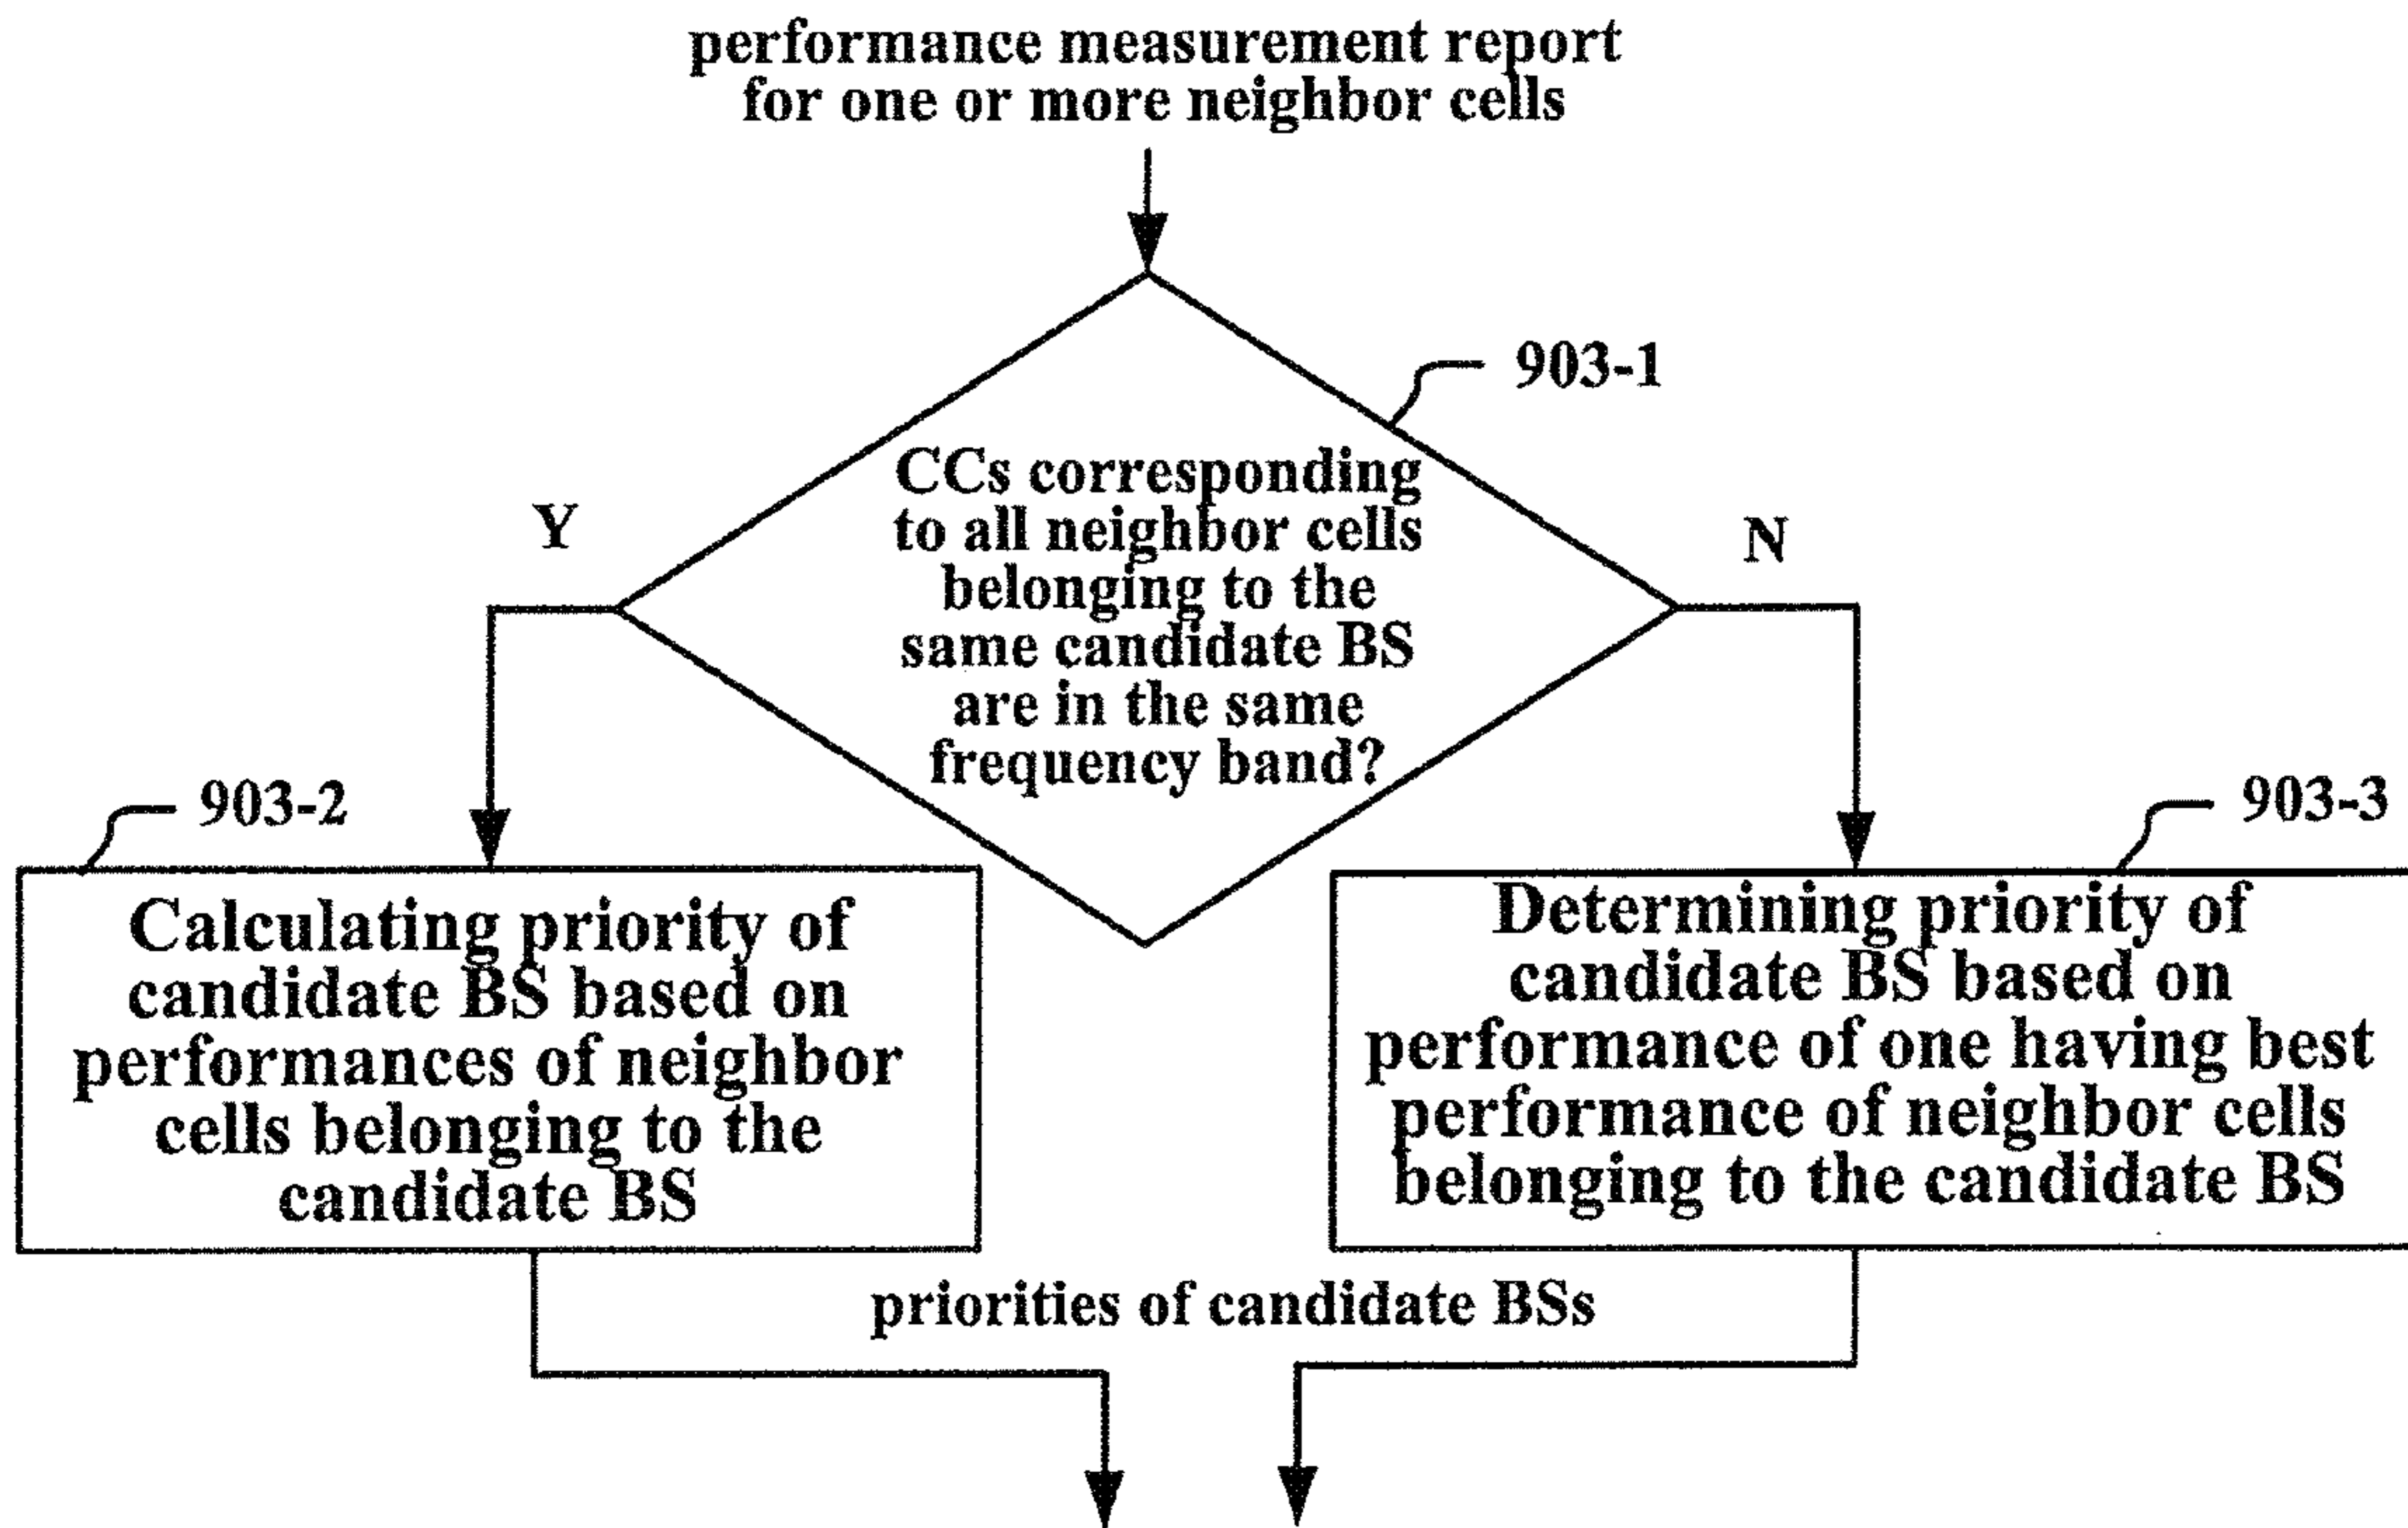 performance measurement report
for one or more neighbor cells
903-1
CCs corresponding
to all neighbor cells
belonging to the
same candidate BS
are in the same
frequency band?
Y
N
903-2
903-3
Calculating priority of
candidate BS based on
performances of neighbor
cells belonging to the
candidate BS
Determining priority of
candidate BS based on
performance of one having best
performance of neighbor cells
belonging to the candidate BS
priorities of candidate BSs